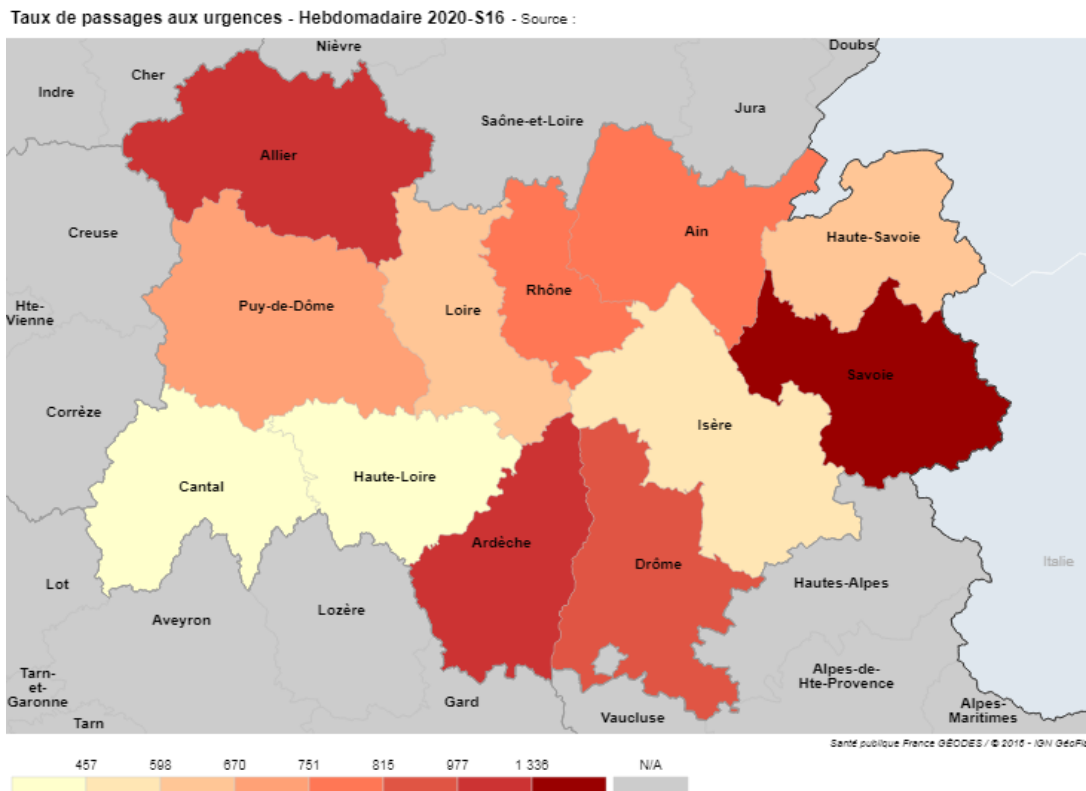 Taux de passages aux urgences - Hebdomadaire 2020-S16 - Source :
Nièvre
Doubs
Cher
Indre
Jura
Saône-et-Loire
Allier
Creuse
Ain
Haute-Savoie
Rhône
Hte-
Vienne
Puy-de-Dôme
Loire
Savoie
Corrèze
Isère
Haute-Loire
Cantal
Ardèche
Italie
Drôme
Lot
Hautes-Alpes
Lozère
Aveyron
Tarn-
et-
Garonne
Alpes-de-
Hte-Provence
Gard
Alpes-
Maritimes
Vaucluse
Tarn
Santé publique France GÉODES / © 2016 - IGN GéoFla
457 598 670 751 815 977 1 336 N/A